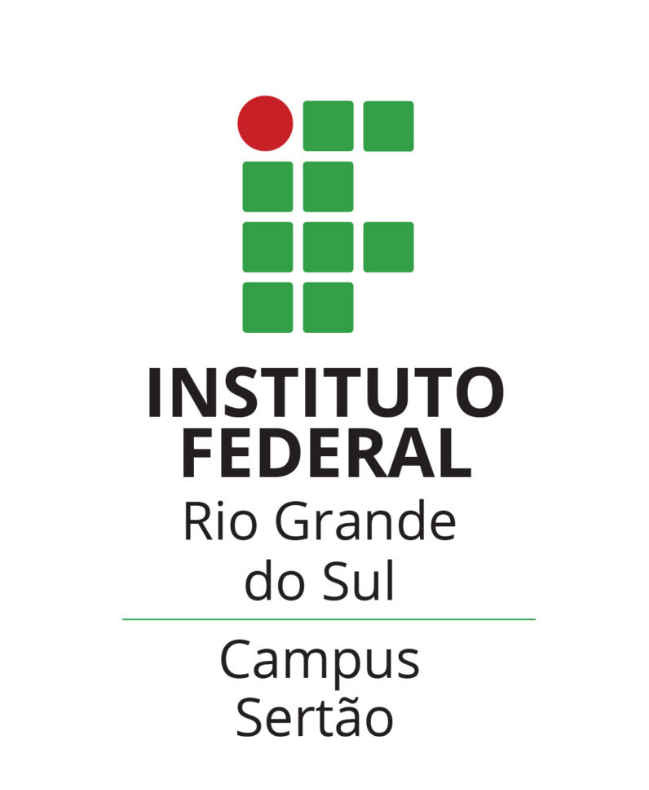 INSTITUTO
FEDERAL
Rio Grande
do Sul
Campus
Sertão